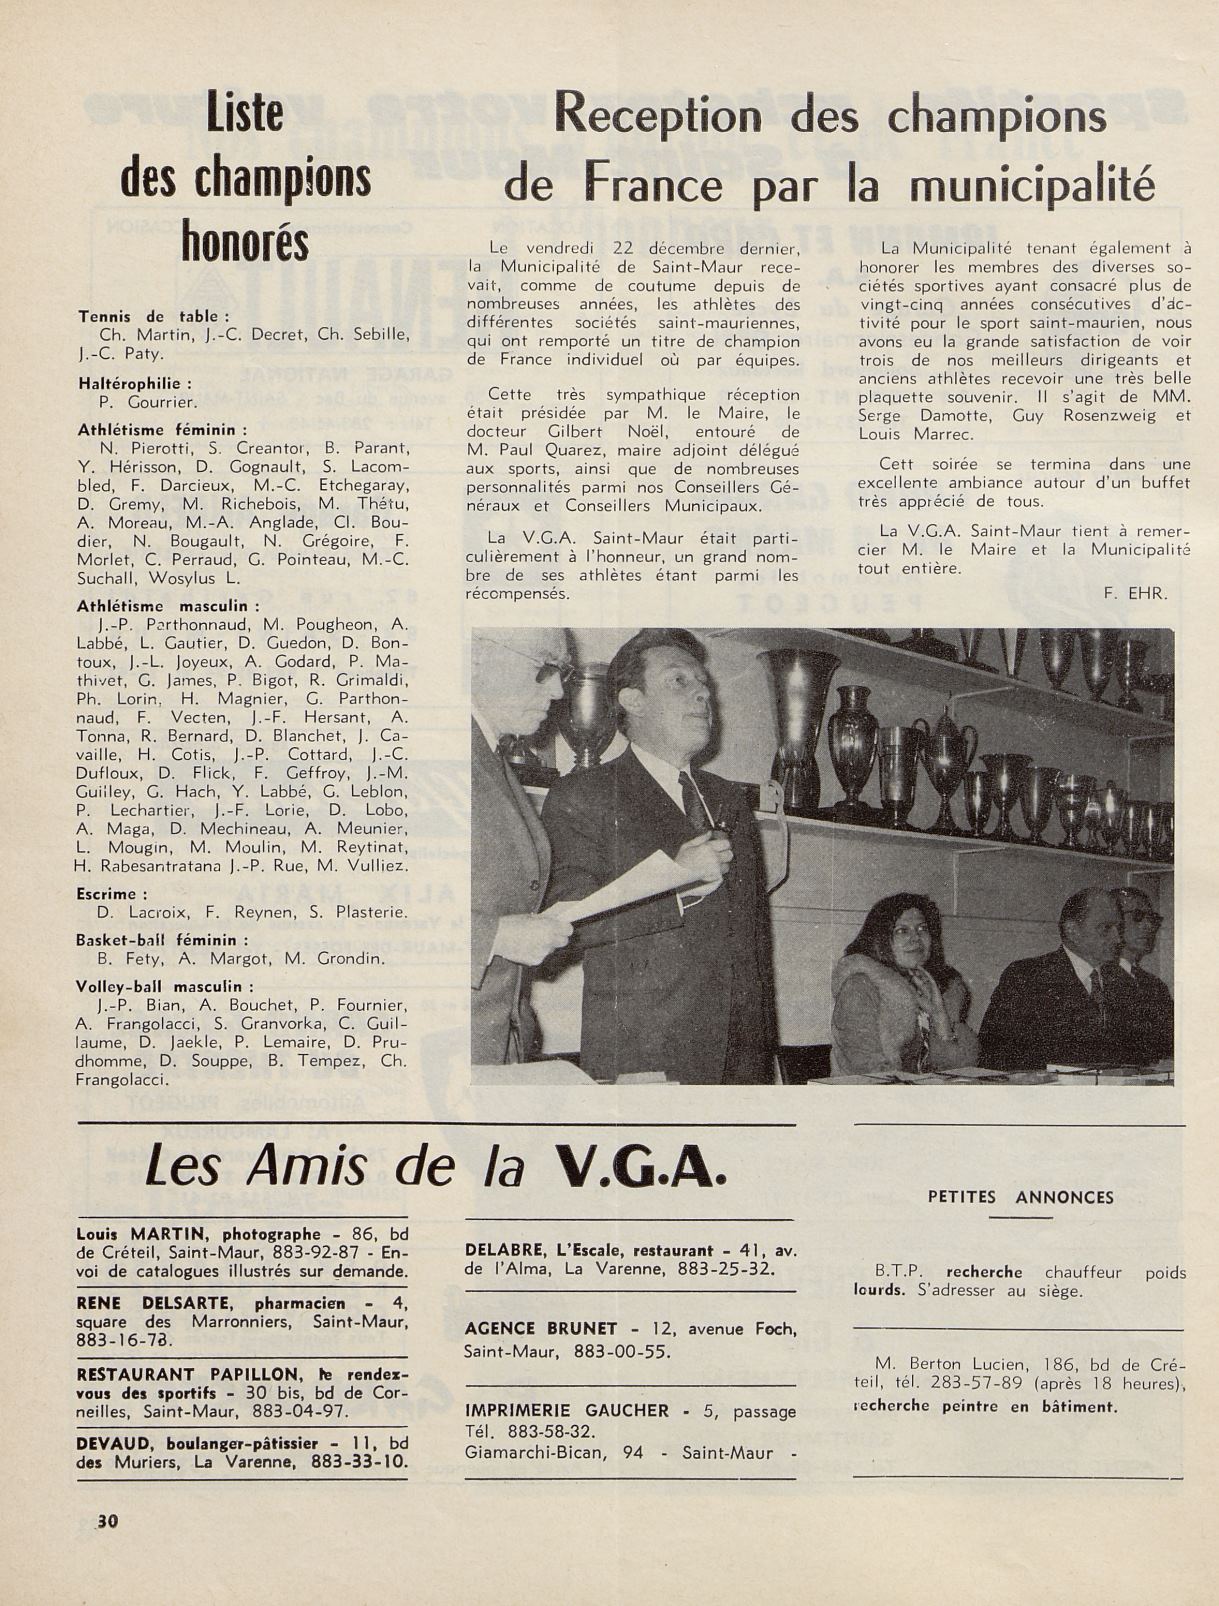 Liste
des champions
honorés
Tennis de table :
Ch. Martin, J.-C. Decret, Ch. Sebille,
J.-C. Paty.
Haltérophilie :
P. Gourrier.
Athlétisme féminin :
N. Pierotti, S. Creantor, B. Parant,
Y. Hérisson, D. Gognault, S. Lacom-
bled, F. Darcieux, M.-C. Etchegaray,
D. Gremy, M. Richebois, M. Thétu,
A. Moreau, M.-A. Anglade, Cl. Bou-
dier, N. Bougault, N. Grégoire, F.
Morlet, C. Perraud, G. Pointeau, M.-C.
Suchall, Wosylus L.
Athlétisme masculin :
J.-P. Parthonnaud, M. Pougheon, A.
Labbé, L. Gautier, D. Guedon, D. Bon-
toux, J.-L. Joyeux, A. Godard, P. Ma-
thivet, G. James, P. Bigot, R. Grimaldi,
Ph. Lorin, H. Magnier, G. Parthon-
naud, F. Vecten, J.-F. Hersant, A.
Tonna, R. Bernard, D. Blanchet, J. Ca-
vaille, H. Cotis, J.-P. Cottard, J.-C.
Dufloux, D. Flick, F. Geffroy, J.-M.
Guilley, G. Hach, Y. Labbé, G. Leblon,
P. Lechartier, J.-F. Lorie, D. Lobo,
A. Maga, D. Mechineau, A. Meunier,
L. Mougin, M. Moulin, M. Reytinat,
H. Rabesantratana J.-P. Rue, M. Vulliez.
Escrime :
D. Lacroix, F. Reynen, S. Plasterie.
Basket-ball féminin :
B. Fety, A. Margot, M. Grondin.
Volley-ball masculin :
J.-P. Bian, A. Bouchet, P. Fournier,
A. Frangolacci, S. Granvorka, C. Guil-
laume, D. Jaekle, P. Lemaire, D. Pru-
dhomme, D. Souppe, B. Tempez, Ch.
Frangolacci.
Reception des champions
de France par la municipalité
Le vendredi 22 décembre dernier,
la Municipalité de Saint-Maur rece-
vait, comme de coutume depuis de
nombreuses années, les athlètes des
différentes sociétés saint-mauriennes,
qui ont remporté un titre de champion
de France individuel où par équipes.
Cette très sympathique réception
était présidée par M. le Maire, le
docteur Gilbert Noël, entouré de
M. Paul Quarez, maire adjoint délégué
aux sports, ainsi que de nombreuses
personnalités parmi nos Conseillers Gé-
néraux et Conseillers Municipaux.
La V.G.A. Saint-Maur était parti-
culièrement à l'honneur, un grand nom-
bre de ses athlètes étant parmi les
récompensés.
La Municipalité tenant également à
honorer les membres des diverses so-
ciétés sportives ayant consacré plus de
vingt-cinq années consécutives d'ac-
tivité pour le sport saint-maurien, nous
avons eu la grande satisfaction de voir
trois de nos meilleurs dirigeants et
anciens athlètes recevoir une très belle
plaquette souvenir. Il s'agit de MM.
Serge Damotte, Guy Rosenzweig et
Louis Marrec.
Cett soirée se termina dans une
excellente ambiance autour d'un buffet
très apprécié de tous.
La V.G.A. Saint-Maur tient à remer-
cier M. le Maire et la Municipalité
tout entière.
F. EHR.
Les Amis de la V.G.A.
Louis MARTIN, photographe - 86, bd
de Créteil, Saint-Maur, 883-92-87 - En-
voi de catalogues illustrés sur demande.
RENE DELSARTE, pharmacien - 4,
square des Marronniers, Saint-Maur,
883-16-73.
RESTAURANT PAPILLON, le rendez-
vous des sportifs - 30 bis, bd de Cor-
neilles, Saint-Maur, 883-04-97.
DEVAUD, boulanger-pâtissier - 11, bd
des Muriers, La Varenne, 883-33-10.
DELABRE, L'Escale, restaurant - 41, av.
de l'Alma, La Varenne, 883-25-32.
AGENCE BRUNET - 12, avenue Foch,
Saint-Maur, 883-00-55.
IMPRIMERIE GAUCHER - 5, passage
Tél. 883-58-32.
Giamarchi-Bican, 94 - Saint-Maur -
PETITES ANNONCES
B.T.P. recherche chauffeur poids
lourds. S'adresser au siège.
M. Berton Lucien, 186, bd de Cré-
teil, tél. 283-57-89 (après 18 heures),
recherche peintre en bâtiment.
30